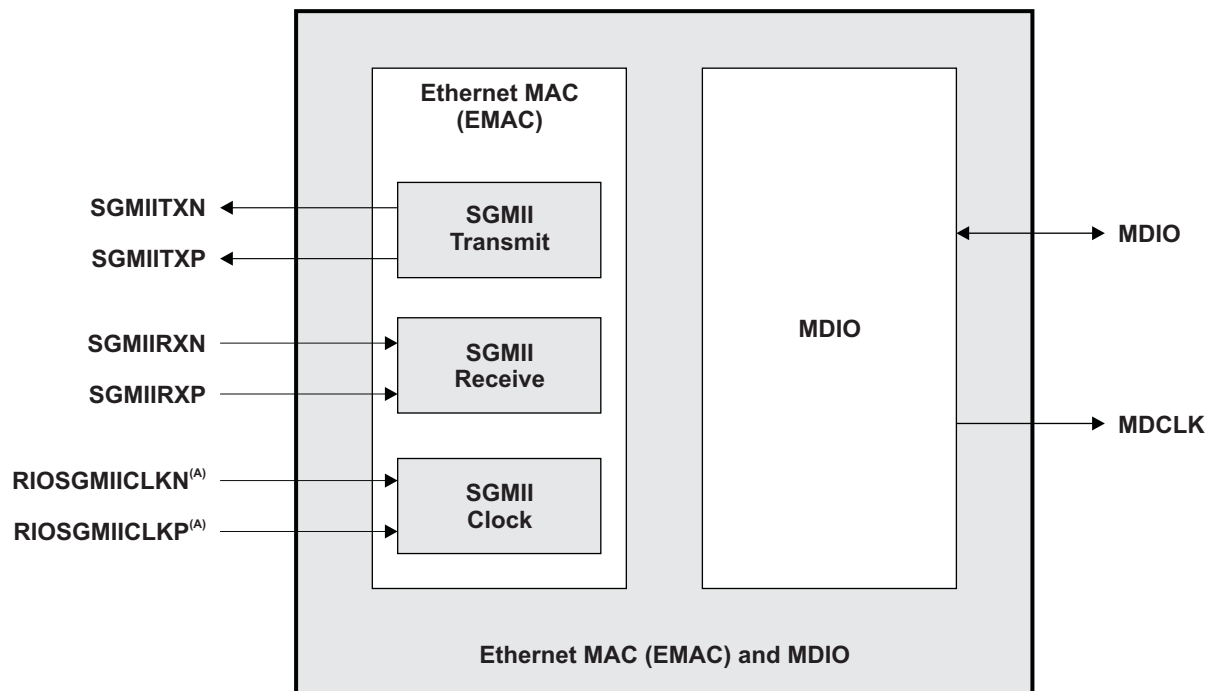 Ethernet MAC
(EMAC)
SGMIITXN
SGMIITXP
SGMII
Transmit
SGMIIRXN
SGMIIRXP
SGMII
Receive
RIOSGMIICLKN(A)
RIOSGMIICLKP(A)
SGMII
Clock
MDIO
MDIO
MDCLK
Ethernet MAC (EMAC) and MDIO